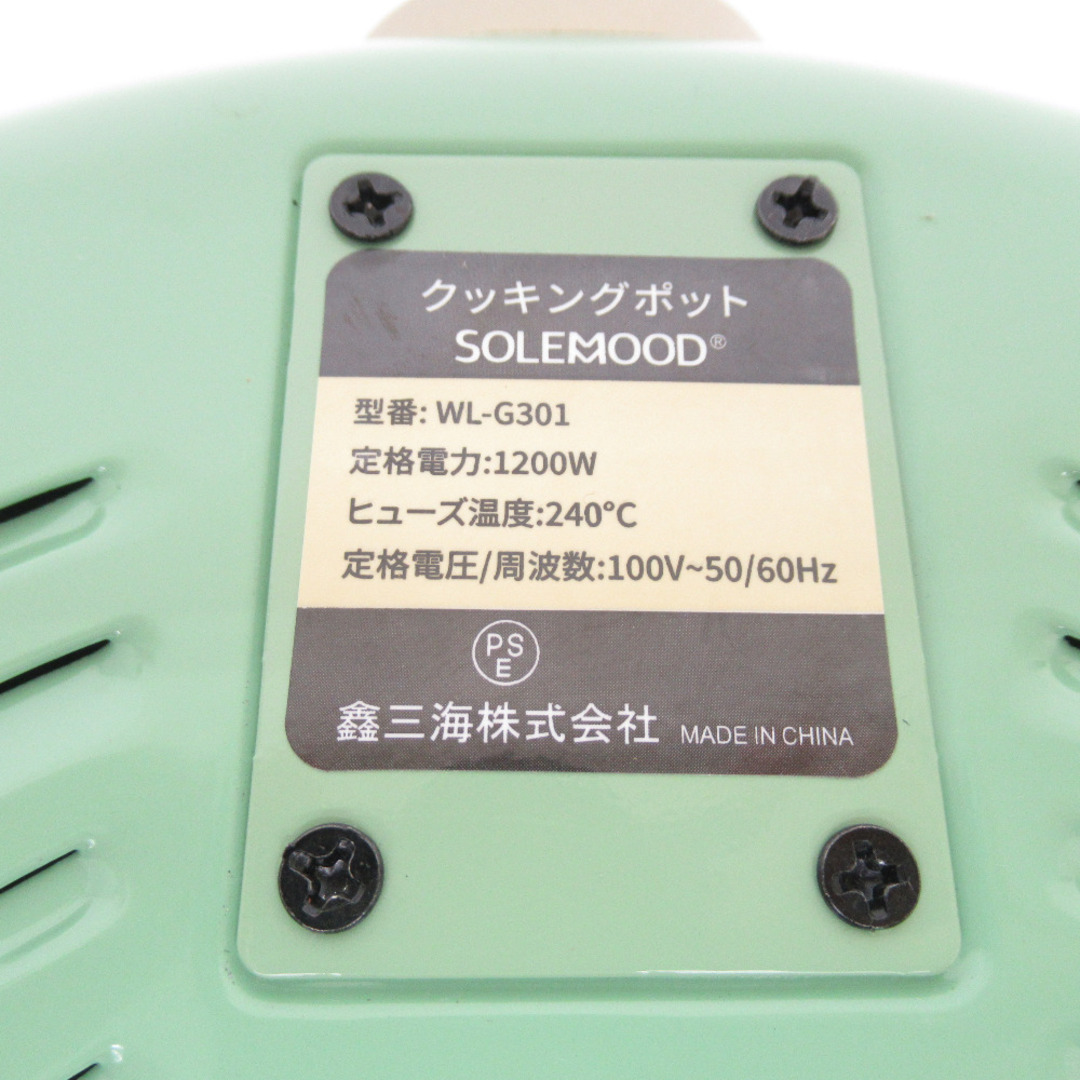 クッキングポット
SOLEMOOD®
型番: WL-G301
定格電力:1200W
ヒューズ温度:240°C
定格電圧/周波数:100V~50/60Hz
PS
E
鑫三海株式会社 MADE IN CHINA